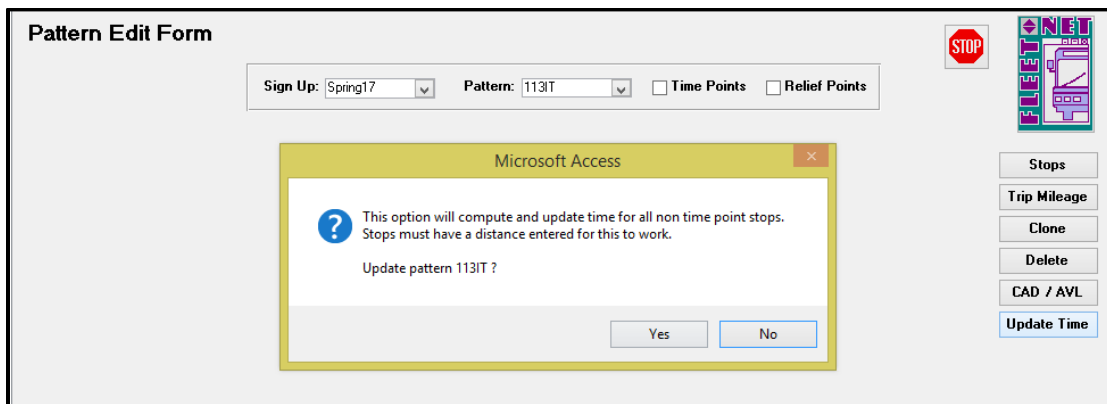 Pattern Edit Form
STOP
NET
FLEET
Sign Up: Spring17 Pattern: 113IT Time Points Relief Points
Microsoft Access
This option will compute and update time for all non time point stops.
Stops must have a distance entered for this to work.
Update pattern 113IT ?
Yes No
Stops
Trip Mileage
Clone
Delete
CAD / AVL
Update Time